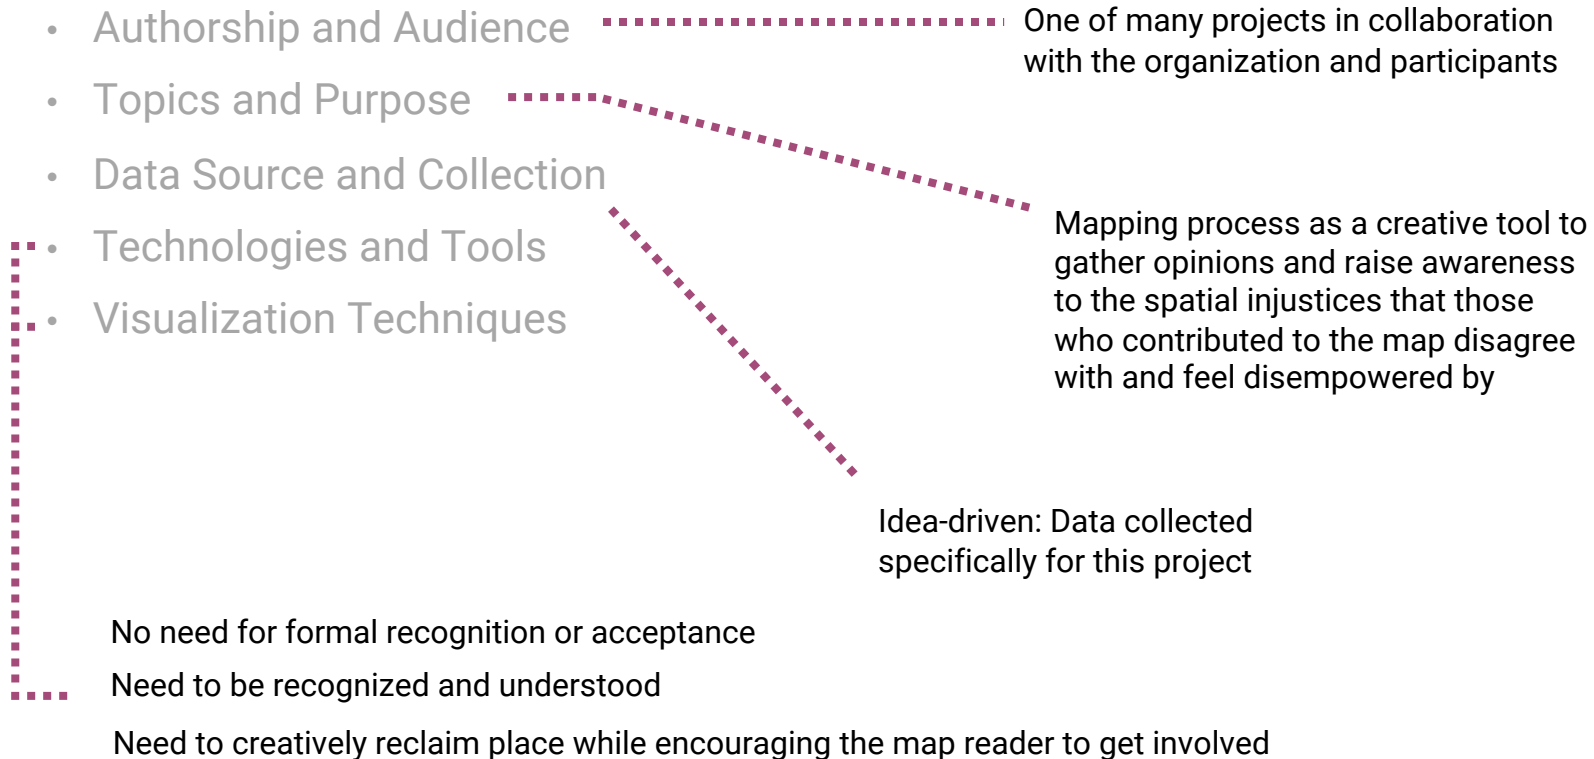 • Authorship and Audience
One of many projects in collaboration
with the organization and participants
• Topics and Purpose
• Data Source and Collection
• Technologies and Tools
• Visualization Techniques
Mapping process as a creative tool to
gather opinions and raise awareness
to the spatial injustices that those
who contributed to the map disagree
with and feel disempowered by
Idea-driven: Data collected
specifically for this project
No need for formal recognition or acceptance
Need to be recognized and understood
Need to creatively reclaim place while encouraging the map reader to get involved